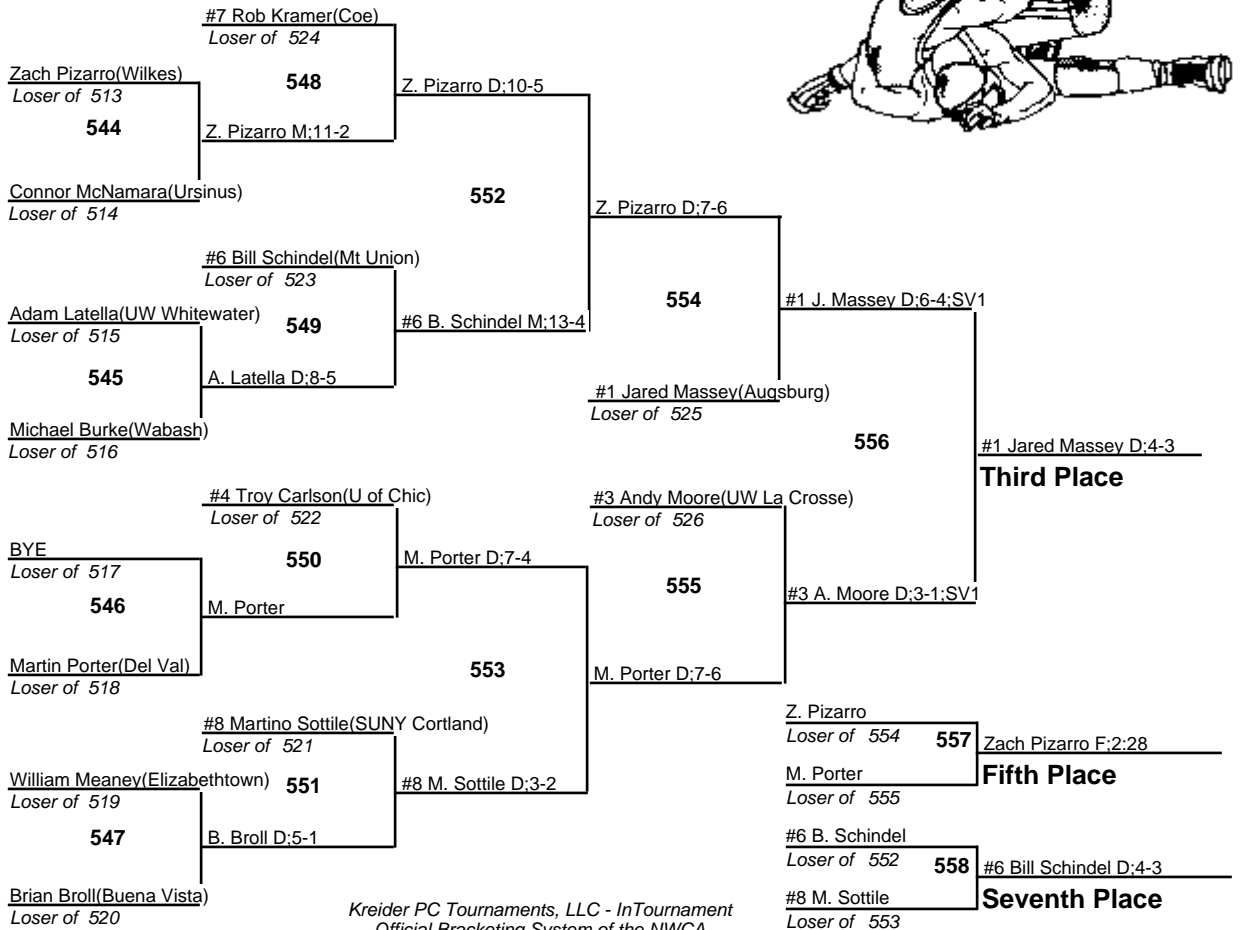 #7 Rob Kramer(Coe)
Loser of 524
Zach Pizarro(Wilkes)
Loser of 513
548
Z. Pizarro D;10-5
544
Z. Pizarro M;11-2
Connor McNamara(Ursinus)
Loser of 514
552
Z. Pizarro D;7-6
#6 Bill Schindel(Mt Union)
Loser of 523
Adam Latella(UW Whitewater)
Loser of 515
549
#6 B. Schindel M;13-4
554
#1 J. Massey D;6-4;SV1
545
A. Latella D;8-5
#1 Jared Massey(Augsburg)
Loser of 525
Michael Burke(Wabash)
Loser of 516
556
#1 Jared Massey D;4-3
Third Place
#4 Troy Carlson(U of Chic)
Loser of 522
#3 Andy Moore(UW La Crosse)
Loser of 526
BYE
Loser of 517
550
M. Porter D;7-4
555
#3 A. Moore D;3-1;SV1
546
M. Porter
Martin Porter(Del Val)
Loser of 518
553
M. Porter D;7-6
#8 Martino Sottile(SUNY Cortland)
Loser of 521
Z. Pizarro
Loser of 554
557
Zach Pizarro F;2:28
Fifth Place
William Meaney(Elizabethtown)
Loser of 519
551
#8 M. Sottile D;3-2
M. Porter
Loser of 555
547
B. Broll D;5-1
#6 B. Schindel
Loser of 552
558
#6 Bill Schindel D;4-3
Seventh Place
Brian Broll(Buena Vista)
Loser of 520
#8 M. Sottile
Loser of 553
Kreider PC Tournaments, LLC - InTournament
Official Bracketing System of the NWCA